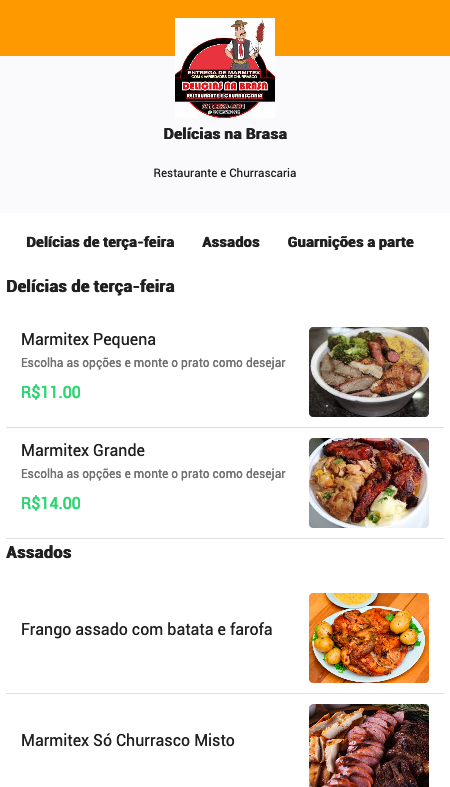 ENTREGA DE MARMITEX
DELICIAS NA BRASA
RESTAURANTE E CHURRASCARIA
Delícias na Brasa
Restaurante e Churrascaria
Delícias de terça-feira Assados Guarnições a parte
Delícias de terça-feira
Marmitex Pequena
Escolha as opções e monte o prato como desejar
R$11.00
Marmitex Grande
Escolha as opções e monte o prato como desejar
R$14.00
Assados
Frango assado com batata e farofa
Marmitex Só Churrasco Misto